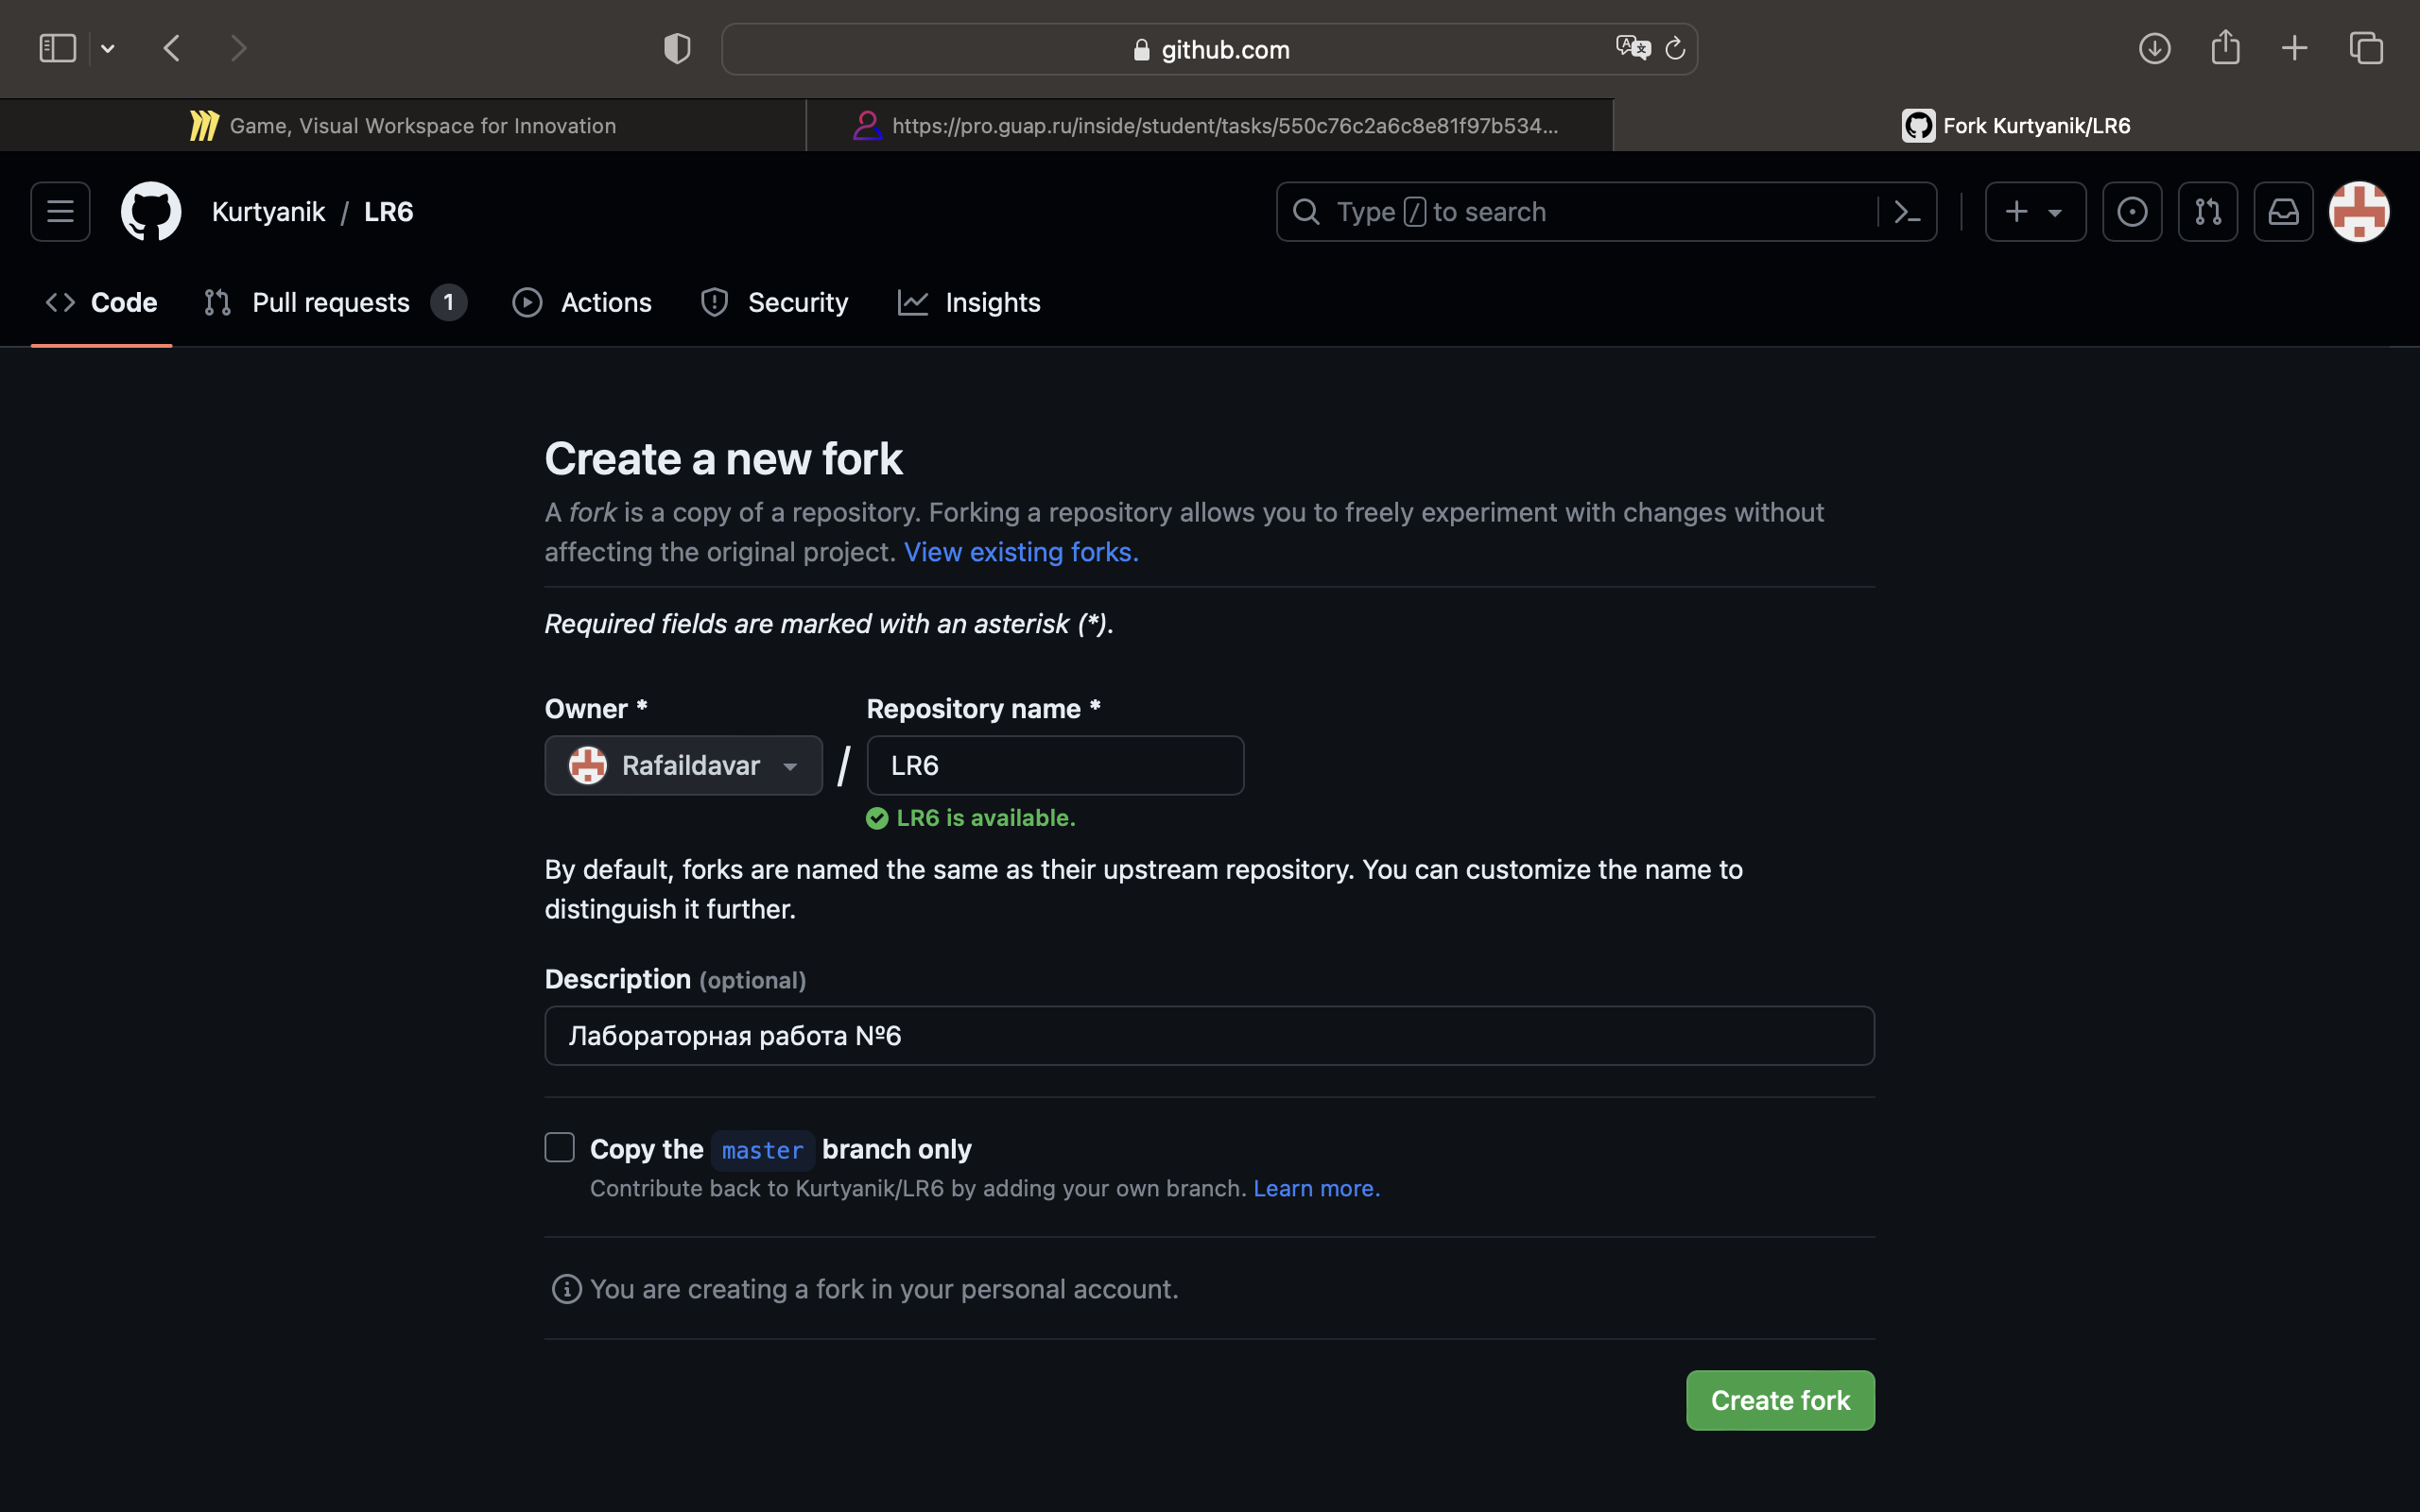 github.com
Game, Visual Workspace for Innovation
https://pro.guap.ru/inside/student/tasks/550c76c2a6c8e81f97b534...
Fork Kurtyanik/LR6
Kurtyanik / LR6
Type / to search
Code
Pull requests 1
Actions
Security
Insights
Create a new fork
A fork is a copy of a repository. Forking a repository allows you to freely experiment with changes without
affecting the original project. View existing forks.
Required fields are marked with an asterisk (*).
Owner *
Repository name *
Rafaildavar / LR6
LR6 is available.
By default, forks are named the same as their upstream repository. You can customize the name to
distinguish it further.
Description (optional)
Лабораторная работа №6
Copy the master branch only
Contribute back to Kurtyanik/LR6 by adding your own branch. Learn more.
You are creating a fork in your personal account.
Create fork